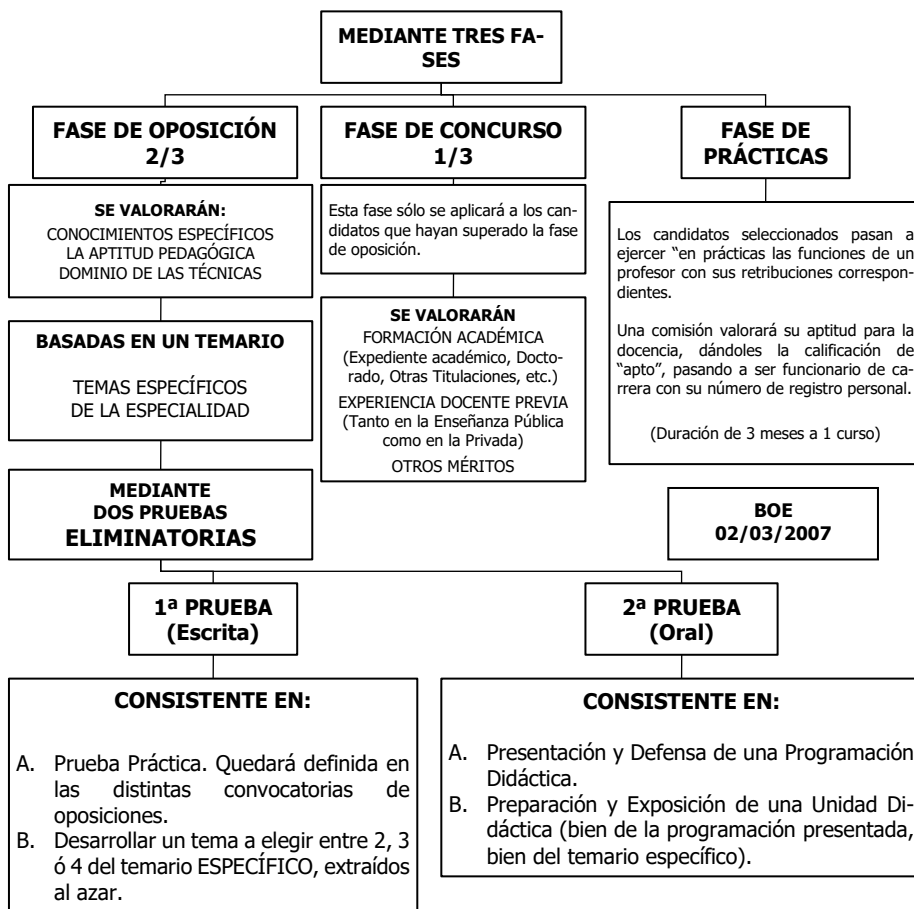 MEDIANTE TRES FA-
SES
FASE DE OPOSICIÓN
2/3
SE VALORARÁN:
CONOCIMIENTOS ESPECÍFICOS
LA APTITUD PEDAGÓGICA
DOMINIO DE LAS TÉCNICAS
BASADAS EN UN TEMARIO
TEMAS ESPECÍFICOS
DE LA ESPECIALIDAD
MEDIANTE
DOS PRUEBAS
ELIMINATORIAS
FASE DE CONCURSO
1/3
Esta fase sólo se aplicará a los can-
didatos que hayan superado la fase
de oposición.
SE VALORARÁN
FORMACIÓN ACADÉMICA
(Expediente académico, Docto-
rado, Otras Titulaciones, etc.)
EXPERIENCIA DOCENTE PREVIA
(Tanto en la Enseñanza Pública
como en la Privada)
OTROS MÉRITOS
FASE DE
PRÁCTICAS
Los candidatos seleccionados pasan a
ejercer “en prácticas las funciones de un
profesor con sus retribuciones correspon-
dientes.
Una comisión valorará su aptitud para la
docencia, dándoles la calificación de
“apto”, pasando a ser funcionario de ca-
rrera con su número de registro personal.
(Duración de 3 meses a 1 curso)
BOE
02/03/2007
1ª PRUEBA
(Escrita)
CONSISTENTE EN:
A. Prueba Práctica. Quedará definida en
las distintas convocatorias de
oposiciones.
B. Desarrollar un tema a elegir entre 2, 3
ó 4 del temario ESPECÍFICO, extraídos
al azar.
2ª PRUEBA
(Oral)
CONSISTENTE EN:
A. Presentación y Defensa de una Programación
Didáctica.
B. Preparación y Exposición de una Unidad Di-
dáctica (bien de la programación presentada,
bien del temario específico).